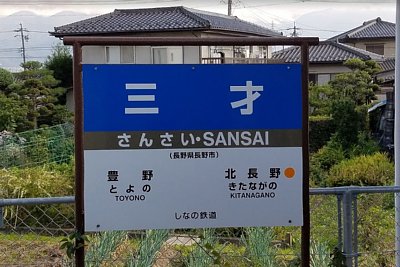 三才
さんさい・SANSAI
(長野県長野市)
豊野 北長野
とよの きたながの
TOYONO KITANAGANO
しなの鉄道